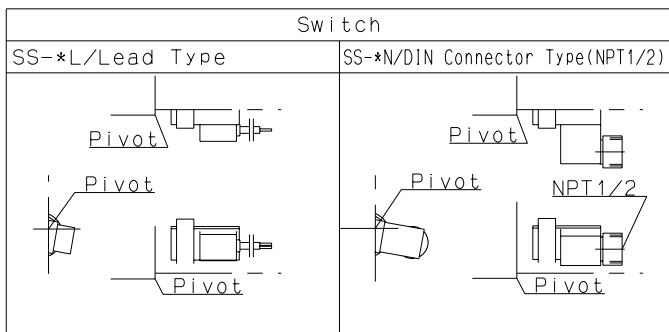 Switch
SS-*L/Lead Type
SS-*N/DIN Connector Type(NPT1/2)
Pivot
Pivot
Pivot
Pivot
NPT1/2
Pivot
Pivot